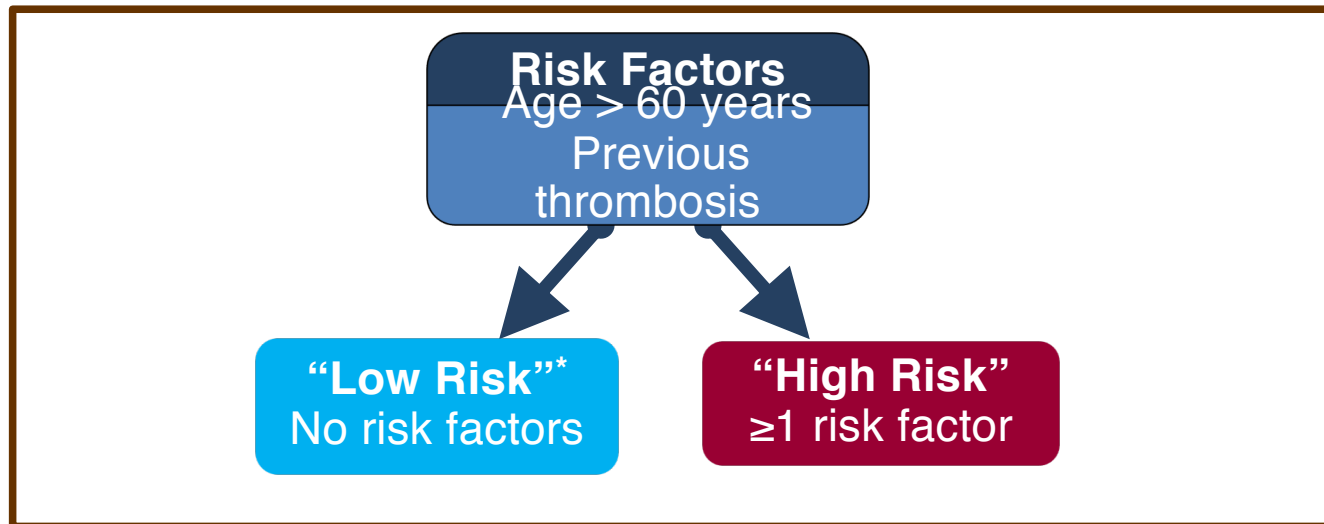 Risk Factors
Age > 60 years
Previous
thrombosis
“Low Risk”*
No risk factors
“High Risk”
≥1 risk factor